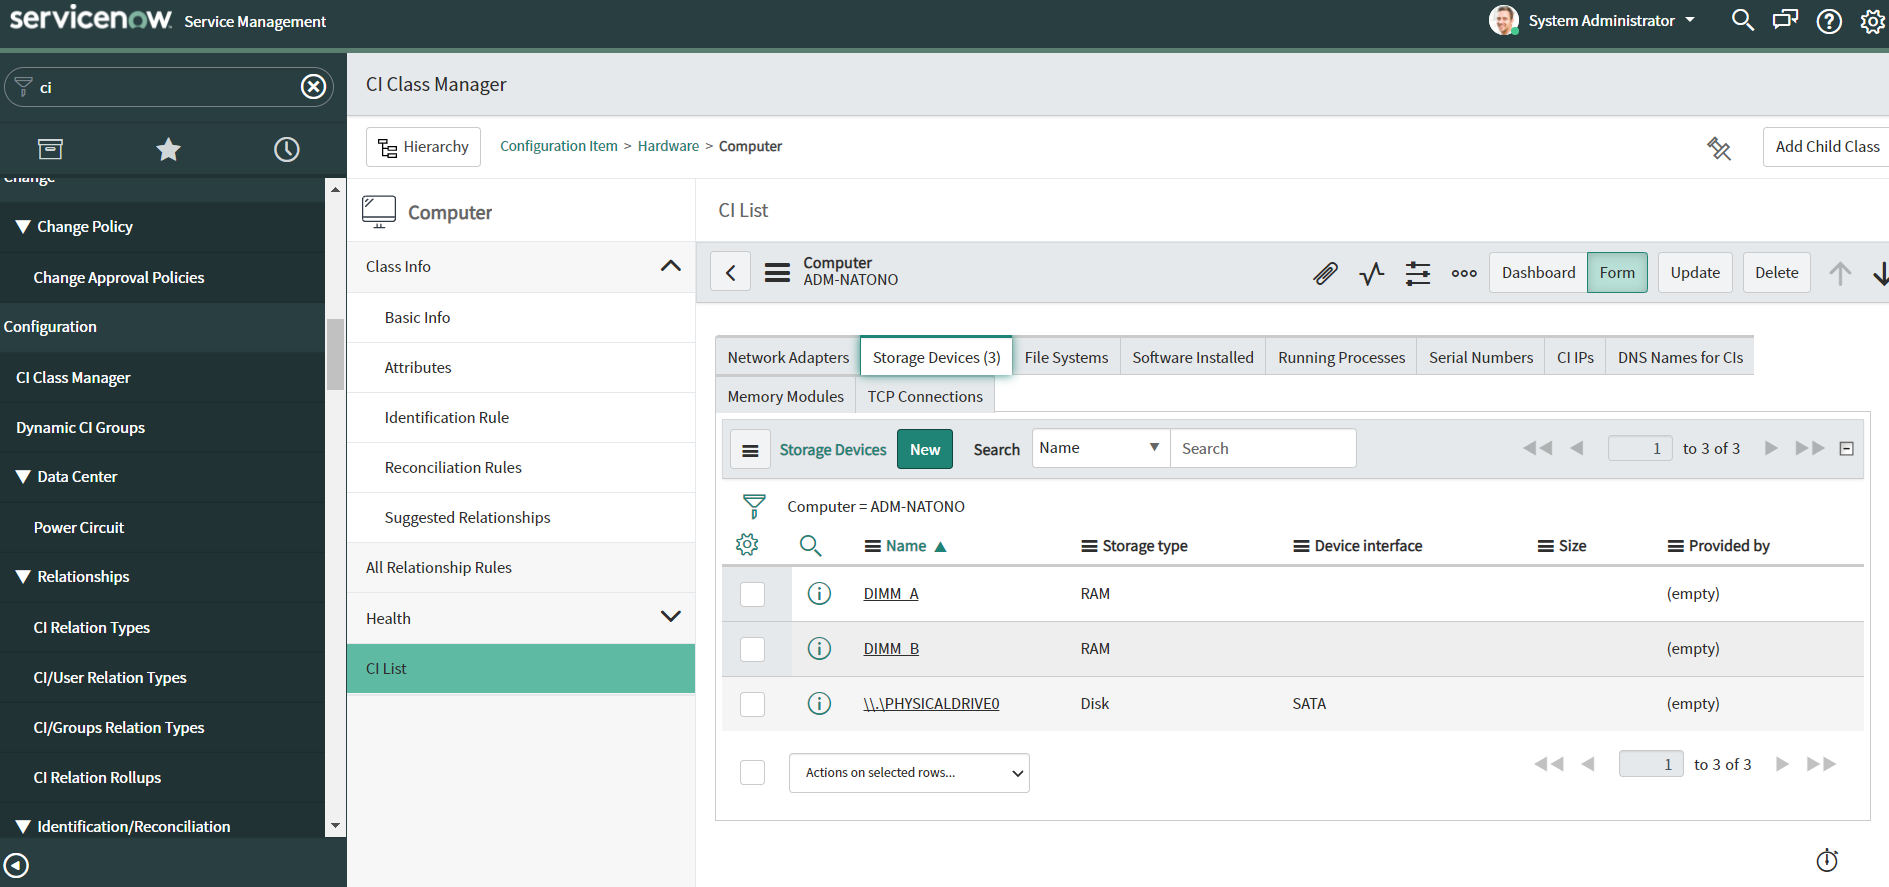 servicenow. Service Management
System Administrator
ci
Change
Change Policy
Change Approval Policies
Configuration
CI Class Manager
Dynamic CI Groups
Data Center
Power Circuit
Relationships
CI Relation Types
CI/User Relation Types
CI/Groups Relation Types
CI Relation Rollups
Identification/Reconciliation
CI Class Manager
Hierarchy
Configuration Item > Hardware > Computer
Add Child Class
Computer
Class Info
Basic Info
Attributes
Identification Rule
Reconciliation Rules
Suggested Relationships
All Relationship Rules
Health
CI List
CI List
Computer
ADM-NATONO
Dashboard Form Update Delete
Network Adapters Storage Devices (3) File Systems Software Installed Running Processes Serial Numbers CI IPs DNS Names for CIs
Memory Modules TCP Connections
Storage Devices New Search Name Search 1 to 3 of 3
Computer = ADM-NATONO
Name Storage type Device interface Size Provided by
DIMM_A RAM (empty)
DIMM_B RAM (empty)
\\.\PHYSICALDRIVE0 Disk SATA (empty)
Actions on selected rows... 1 to 3 of 3